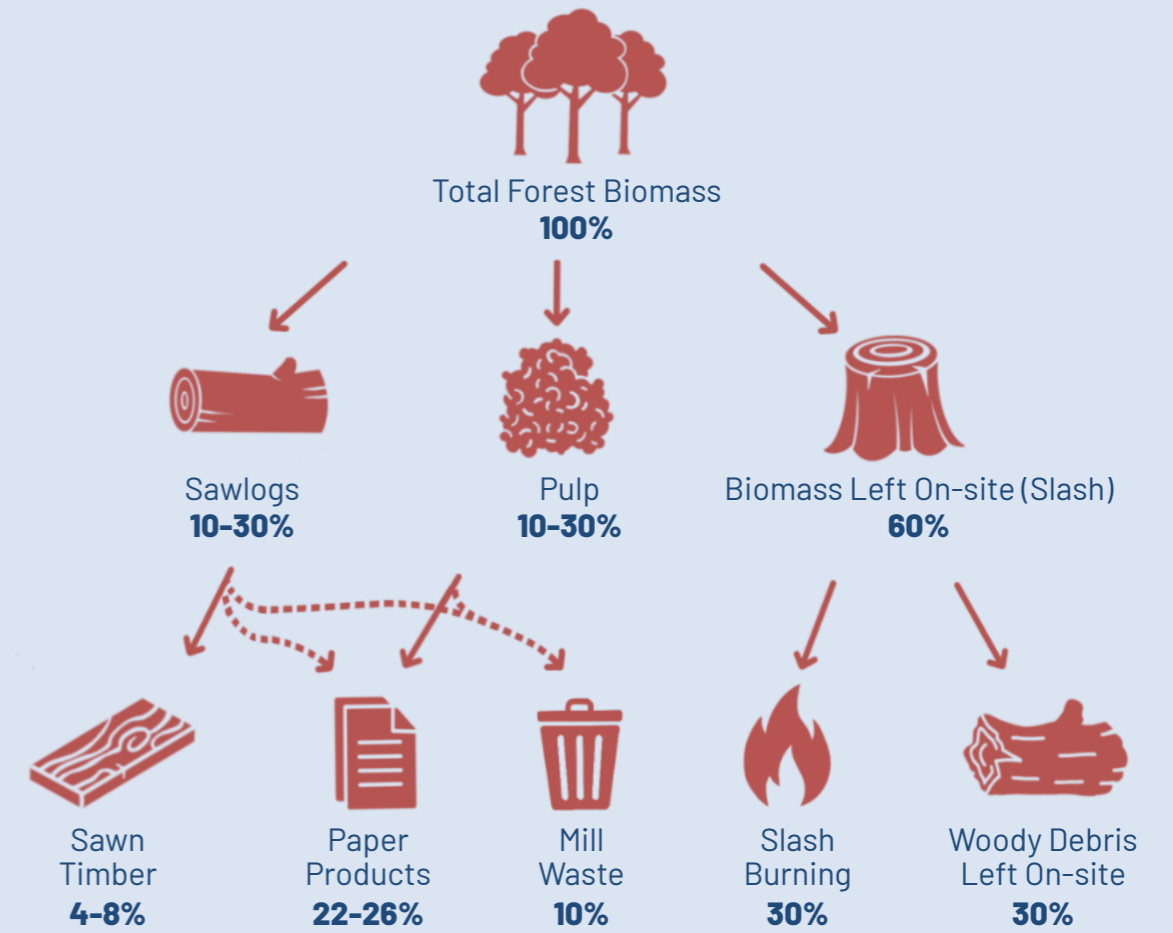 Total Forest Biomass
100%
Sawlogs
10-30%
Pulp
10-30%
Biomass Left On-site (Slash)
60%
Sawn
Timber
4-8%
Paper
Products
22-26%
Mill
Waste
10%
Slash
Burning
30%
Woody Debris
Left On-site
30%